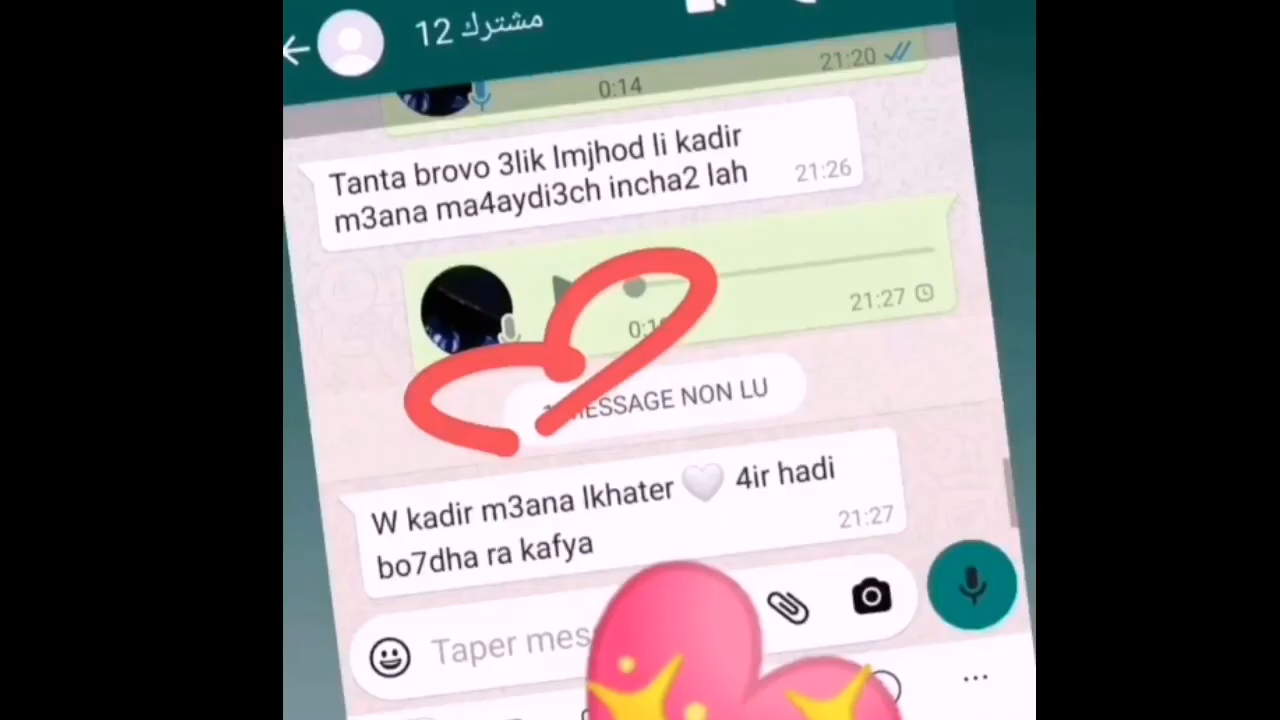 مشترك 12
0:14
21:20
Tanta brovo 3lik lmjhod li kadir
m3ana ma4aydi3ch incha2 lah
21:26
21:27
MESSAGE NON LU
W kadir m3ana lkhater 🤍 4ir hadi
bo7dha ra kafya
21:27
Taper